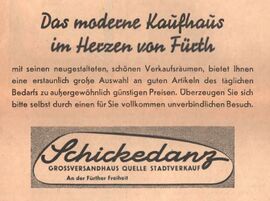 Das moderne Kaufhaus
im Herzen von Fürth
mit seinen neugestalteten, schönen Verkaufsräumen, bietet Ihnen
eine erstaunlich große Auswahl an guten Artikeln des täglichen
Bedarfs zu außergewöhnlich günstigen Preisen. Überzeugen Sie sich
bitte selbst durch einen für Sie vollkommen unverbindlichen Besuch.
Schickedanz
GROSSVERSANDHAUS QUELLE STADTVERKAUF
An der Fürther Freiheit